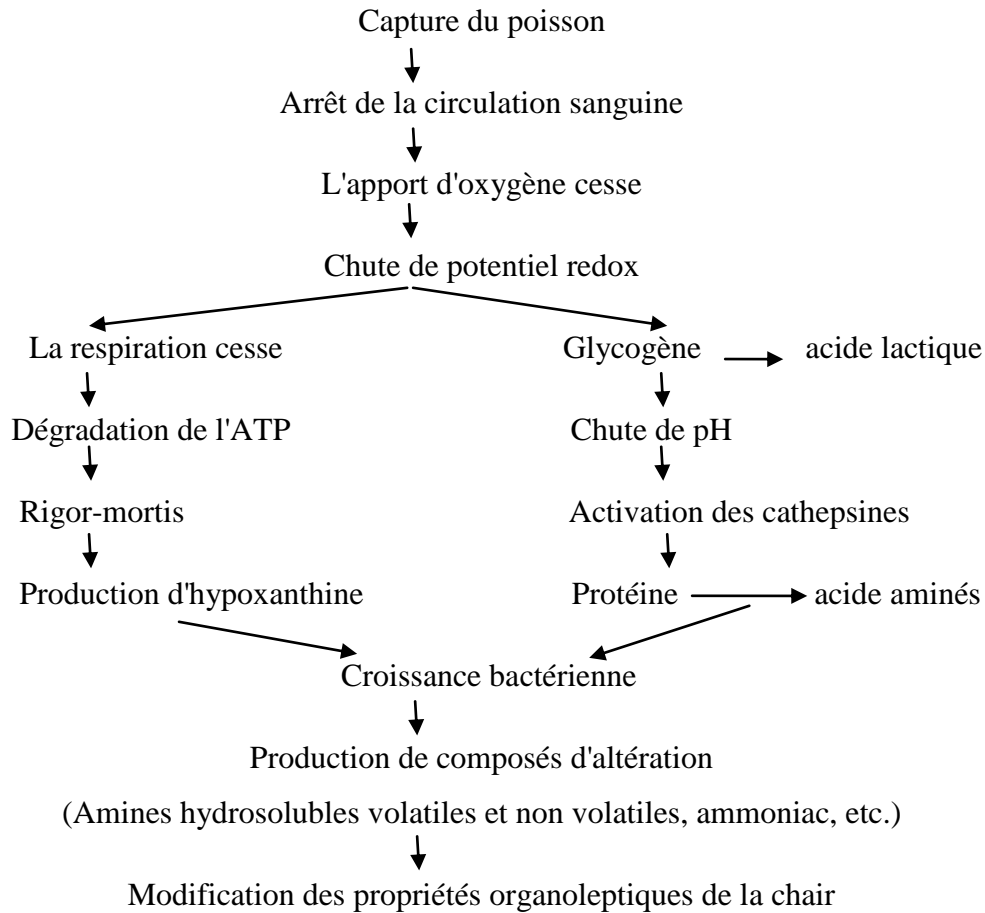 Capture du poisson
Arrêt de la circulation sanguine
L'apport d'oxygène cesse
Chute de potentiel redox
La respiration cesse
Glycogène
acide lactique
Dégradation de l'ATP
Chute de pH
Rigor-mortis
Activation des cathepsines
Production d'hypoxanthine
Protéine
acide aminés
Croissance bactérienne
Production de composés d'altération
(Amines hydrosolubles volatiles et non volatiles, ammoniac, etc.)
Modification des propriétés organoleptiques de la chair